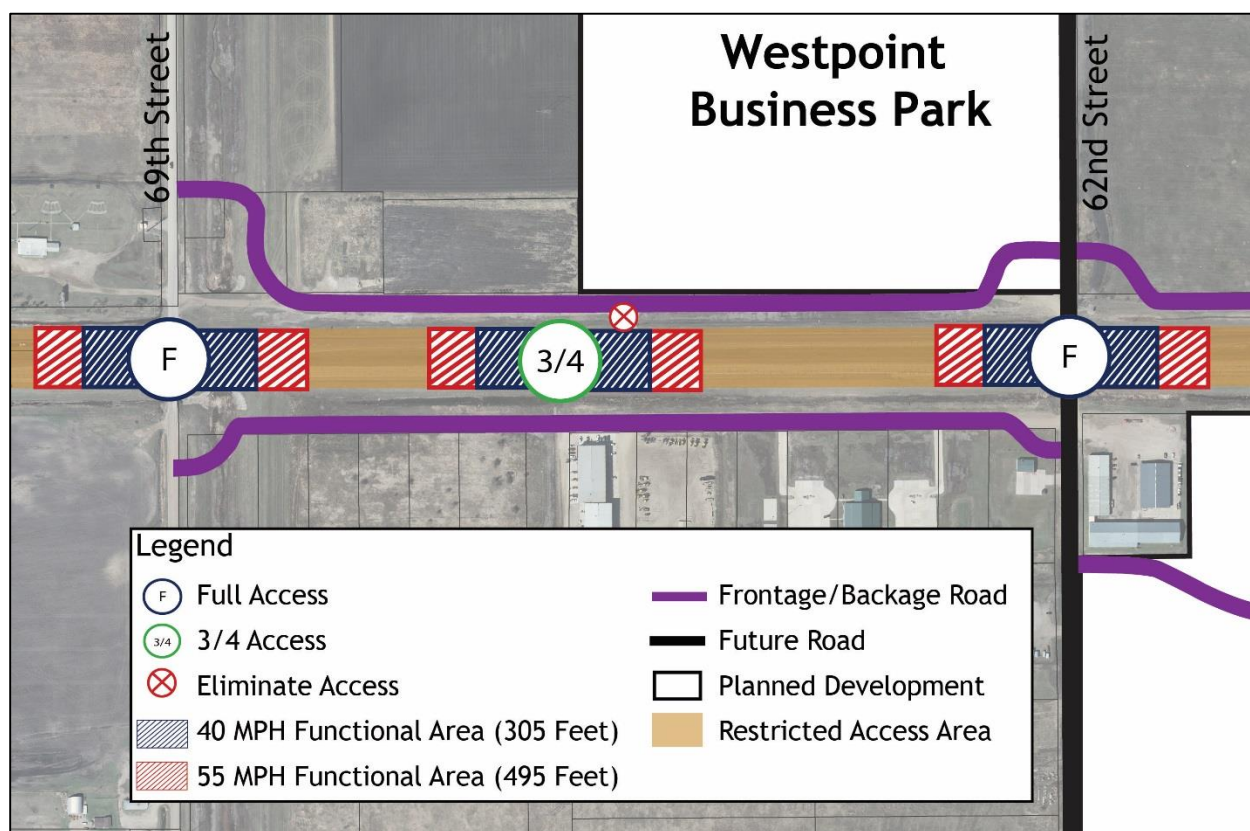 Westpoint
Business Park
69th Street
62nd Street
F
3/4
F
Legend
F Full Access
3/4 3/4 Access
Eliminate Access
40 MPH Functional Area (305 Feet)
55 MPH Functional Area (495 Feet)
Frontage/Backage Road
Future Road
Planned Development
Restricted Access Area